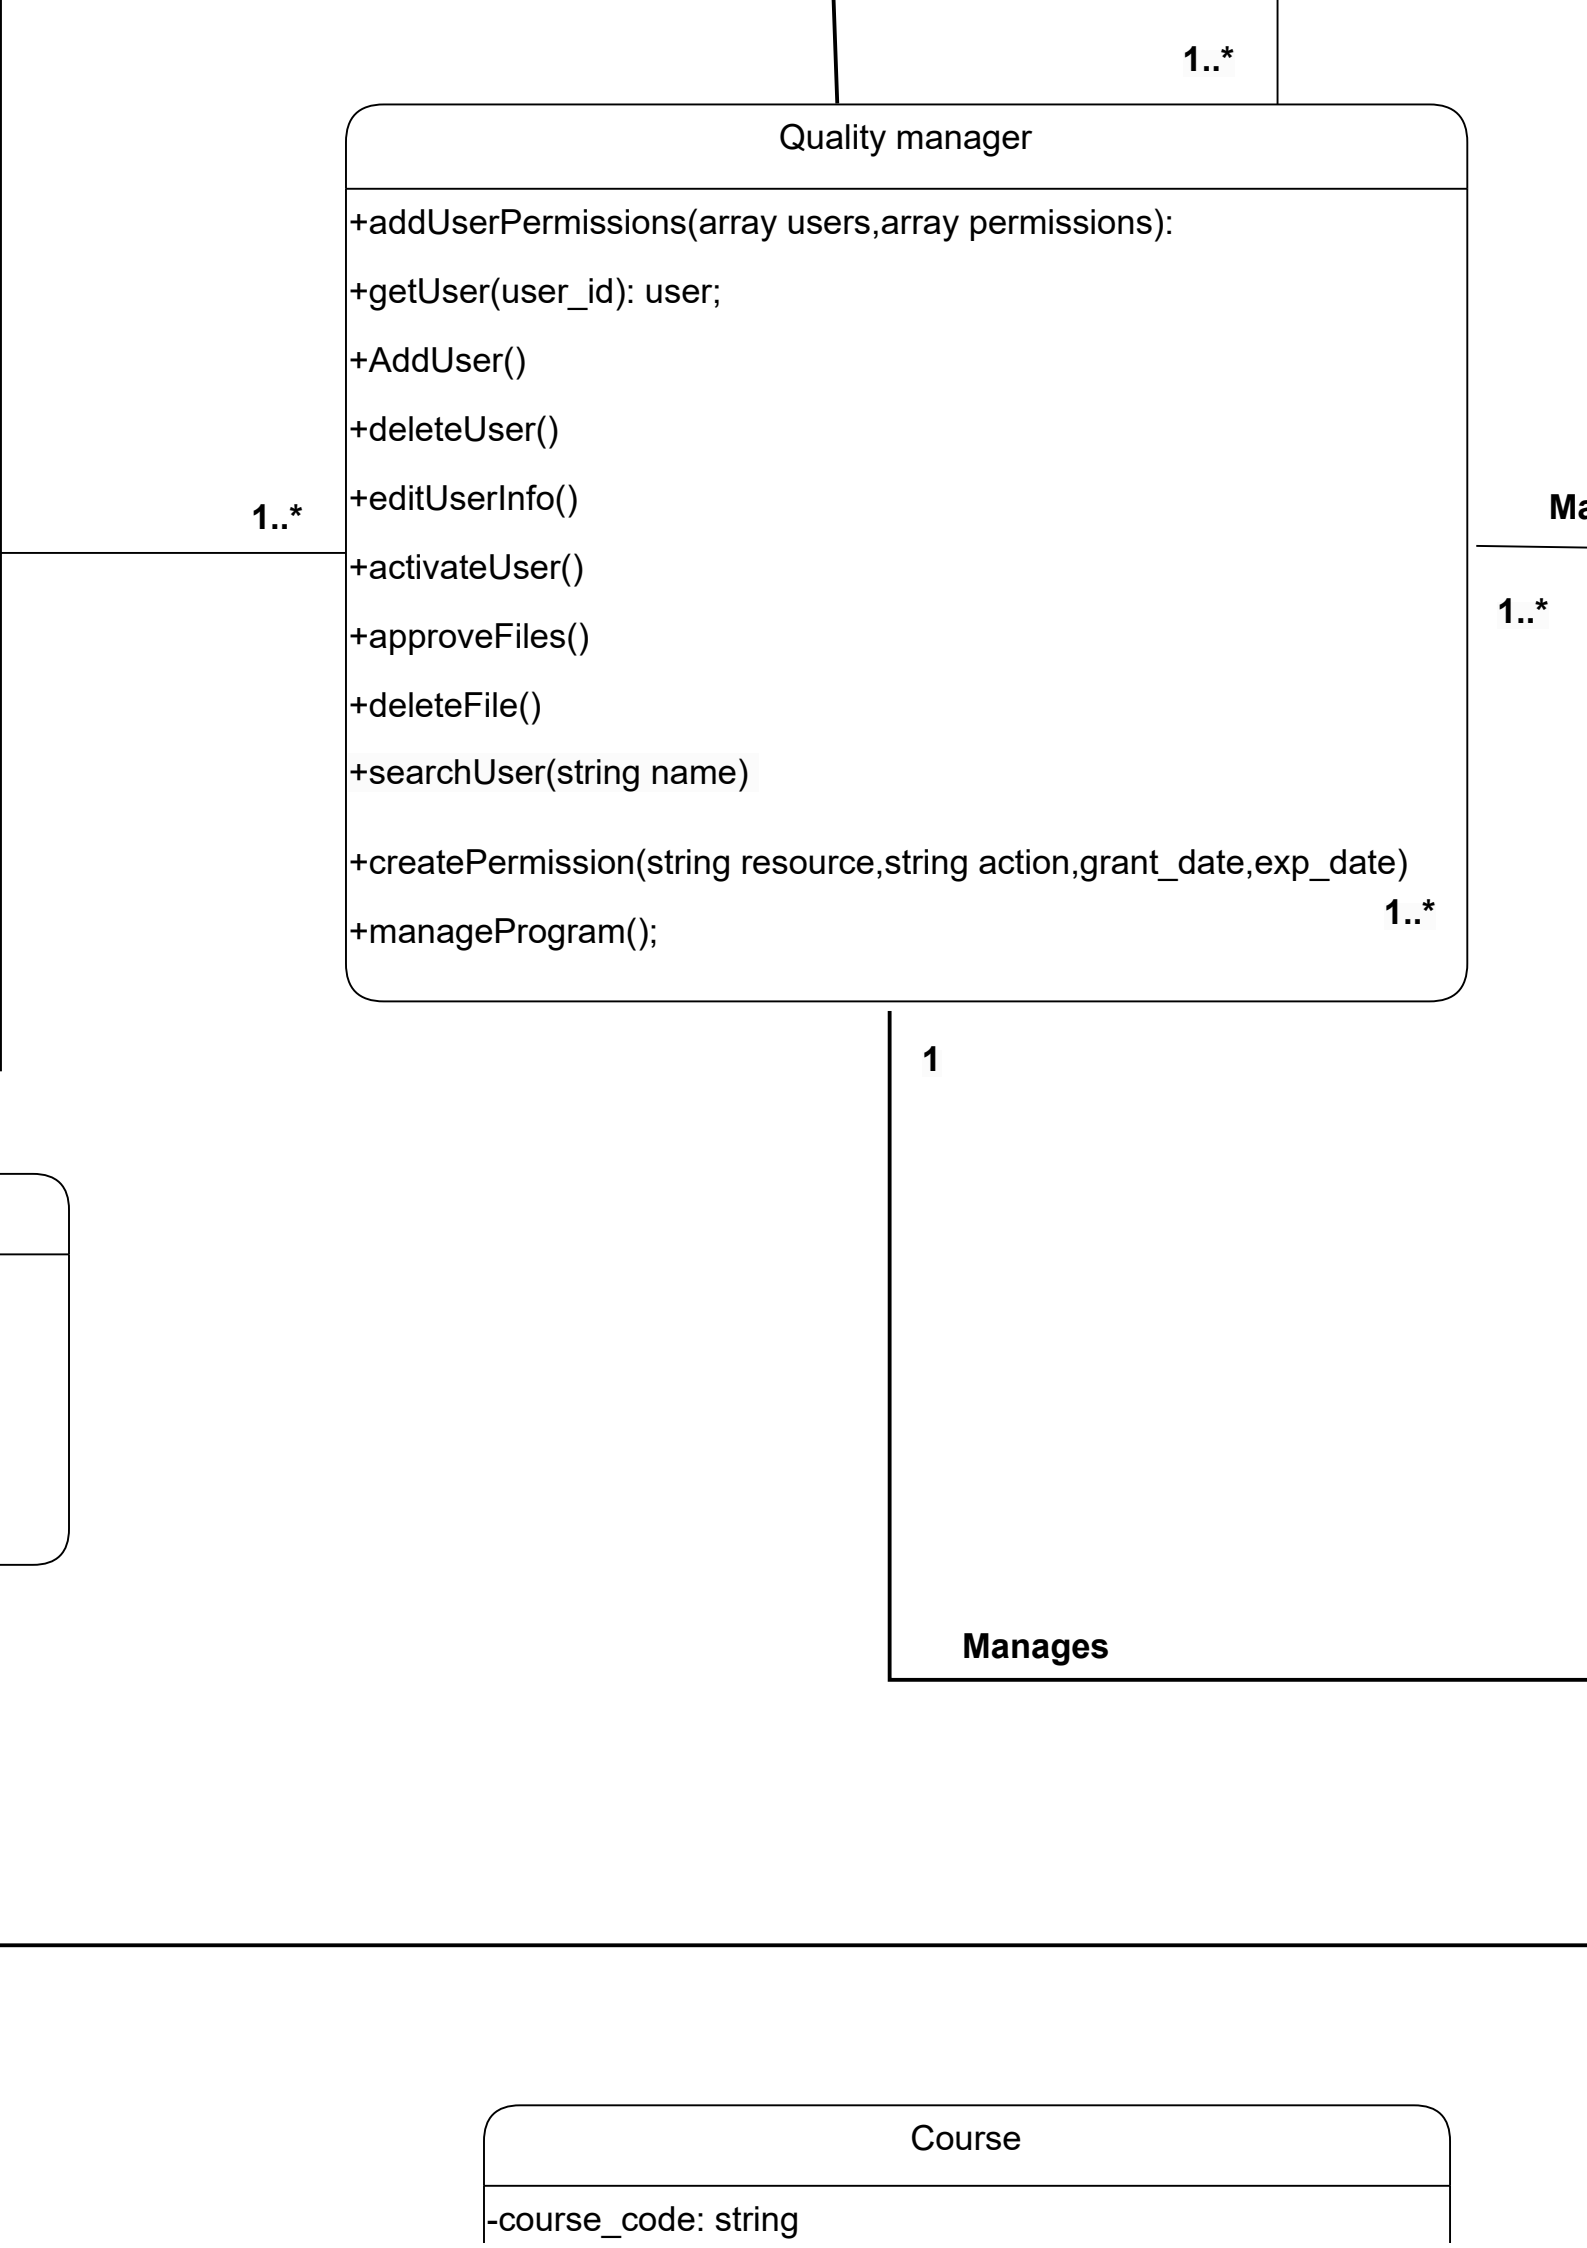 1..*
Quality manager
+addUserPermissions(array users,array permissions):
+getUser(user_id): user;
+AddUser()
+deleteUser()
+editUserInfo()
1..*
Ma
+activateUser()
+approveFiles()
1..*
+deleteFile()
+searchUser(string name)
+createPermission(string resource,string action,grant_date,exp_date)
1..*
+manageProgram();
1
Manages
Course
-course_code: string